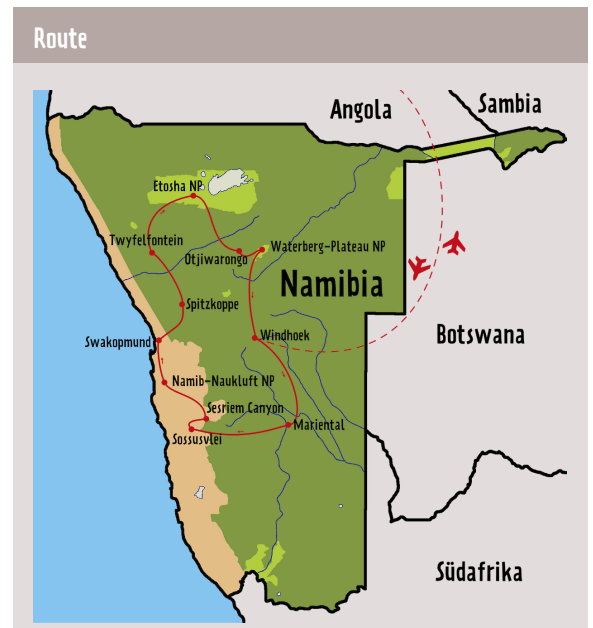 Route
Angola
Sambia
Etosha NP
Twyfelfontein
Otjiwarongo
Waterberg-Plateau NP
Namibia
Spitzkoppe
Windhoek
Botswana
Swakopmund
Namib-Naukluft NP
Sesriem Canyon
Mariental
Sossusvlei
Südafrika